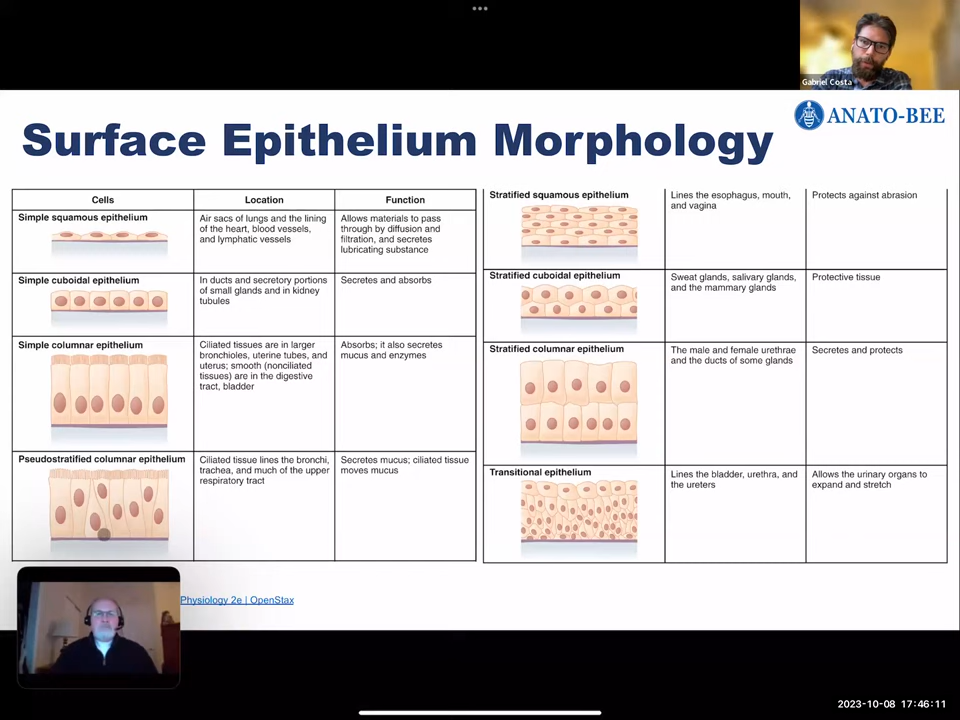 Gabriel Costa
ANATO-BEE
Surface Epithelium Morphology
Cells
Location
Function
Simple squamous epithelium
Air sacs of lungs and the lining
of the heart, blood vessels,
and lymphatic vessels
Allows materials to pass
through by diffusion and
filtration, and secretes
lubricating substance
Simple cuboidal epithelium
In ducts and secretory portions
of small glands and in kidney
tubules
Secretes and absorbs
Simple columnar epithelium
Ciliated tissues are in larger
bronchioles, uterine tubes, and
uterus; smooth (nonciliated
tissues) are in the digestive
tract, bladder
Absorbs; it also secretes
mucus and enzymes
Pseudostratified columnar epithelium
Ciliated tissue lines the bronchi,
trachea, and much of the upper
respiratory tract
Secretes mucus; ciliated tissue
moves mucus
Stratified squamous epithelium
Lines the esophagus, mouth,
and vagina
Protects against abrasion
Stratified cuboidal epithelium
Sweat glands, salivary glands,
and the mammary glands
Protective tissue
Stratified columnar epithelium
The male and female urethrae
and the ducts of some glands
Secretes and protects
Transitional epithelium
Lines the bladder, urethra, and
the ureters
Allows the urinary organs to
expand and stretch
Physiology 2e | OpenStax
2023-10-08 17:46:11